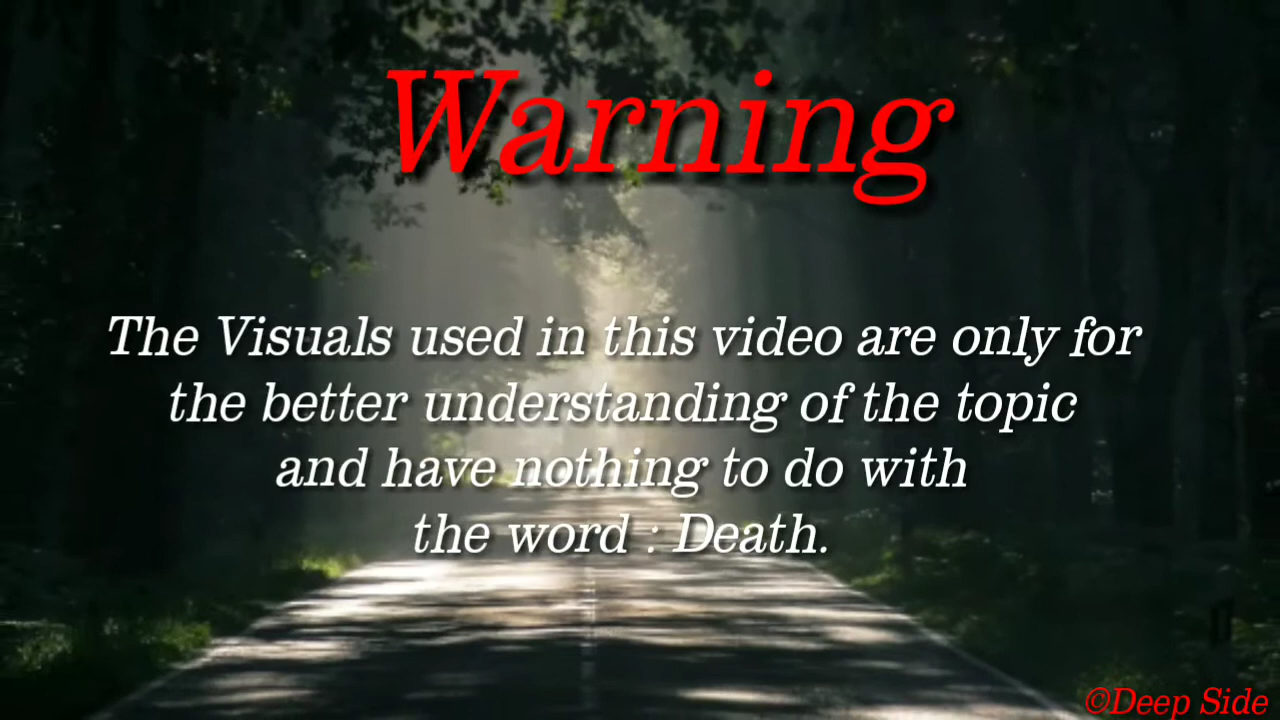 Warning
The Visuals used in this video are only for
the better understanding of the topic
and have nothing to do with
the word : Death.
©Deep Side